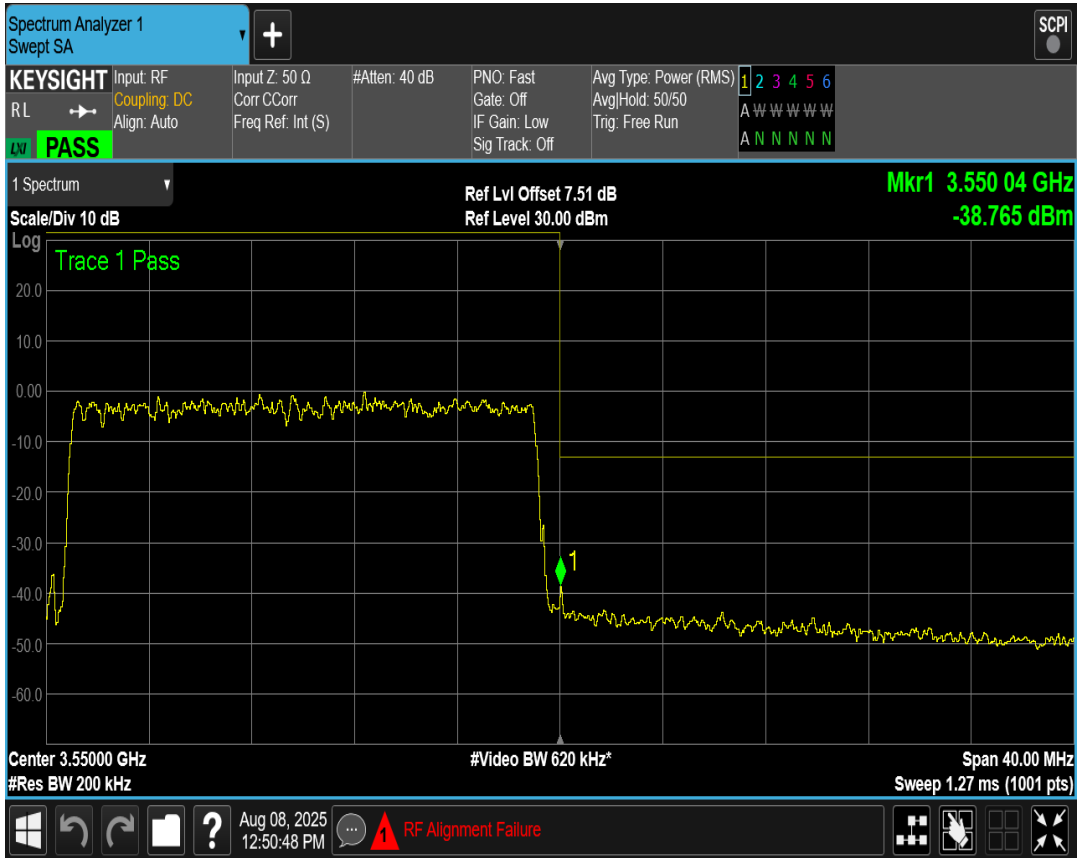 Spectrum Analyzer 1
Swept SA
+
SCPI
KEYSIGHT
R L
LXI PASS
Input: RF
Coupling: DC
Align: Auto
Input Z: 50 Ω
Corr CCorr
Freq Ref: Int (S)
#Atten: 40 dB
PNO: Fast
Gate: Off
IF Gain: Low
Sig Track: Off
Avg Type: Power (RMS)
Avg|Hold: 50/50
Trig: Free Run
1 2 3 4 5 6
A W W W W W
A N N N N N
1 Spectrum
Ref Lvl Offset 7.51 dB
Mkr1 3.550 04 GHz
Scale/Div 10 dB
Ref Level 30.00 dBm
-38.765 dBm
Log
Trace 1 Pass
20.0
10.0
0.00
-10.0
-20.0
-30.0
1
-40.0
-50.0
-60.0
Center 3.55000 GHz
#Video BW 620 kHz*
Span 40.00 MHz
#Res BW 200 kHz
Sweep 1.27 ms (1001 pts)
?
Aug 08, 2025
12:50:48 PM
1
RF Alignment Failure